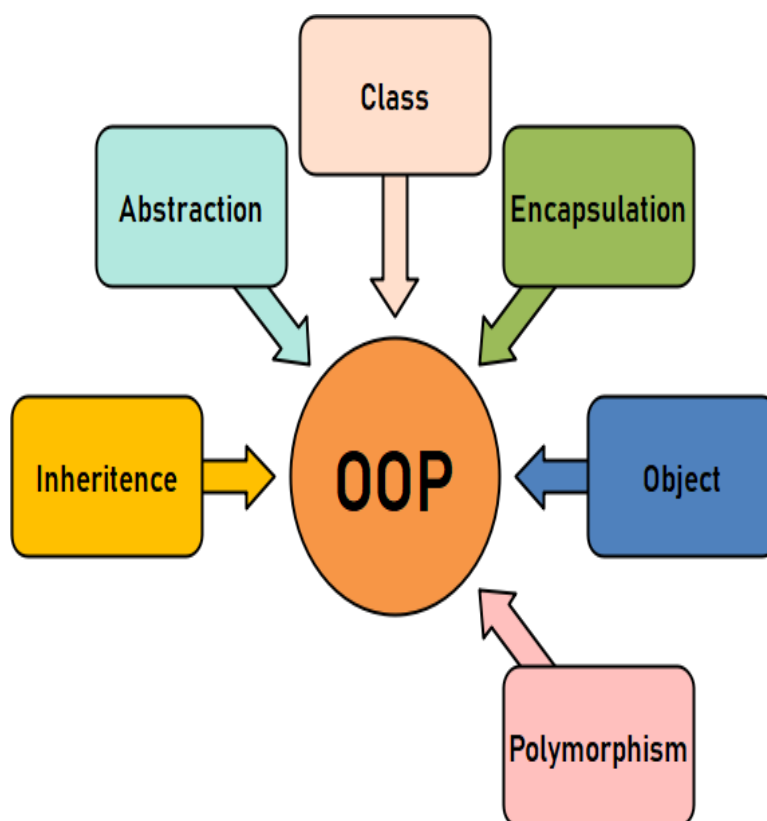 Class
Abstraction
Encapsulation
Inheritence
OOP
Object
Polymorphism